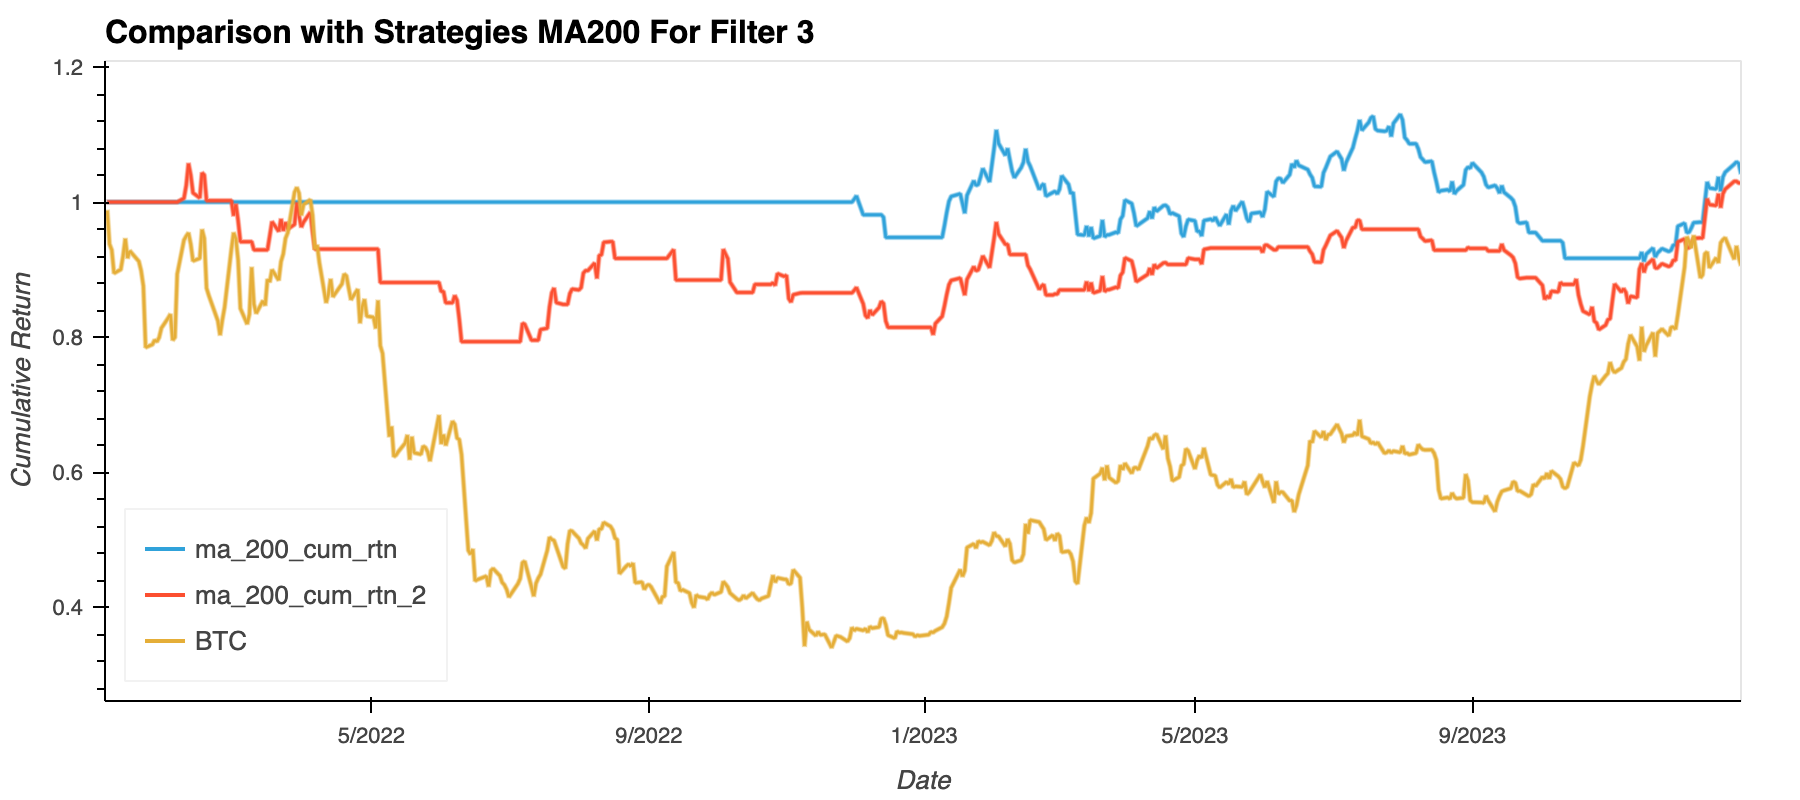 Comparison with Strategies MA200 For Filter 3
1.2
1
0.8
0.6
0.4
Cumulative Return
ma_200_cum_rtn
ma_200_cum_rtn_2
BTC
5/2022
9/2022
1/2023
5/2023
9/2023
Date